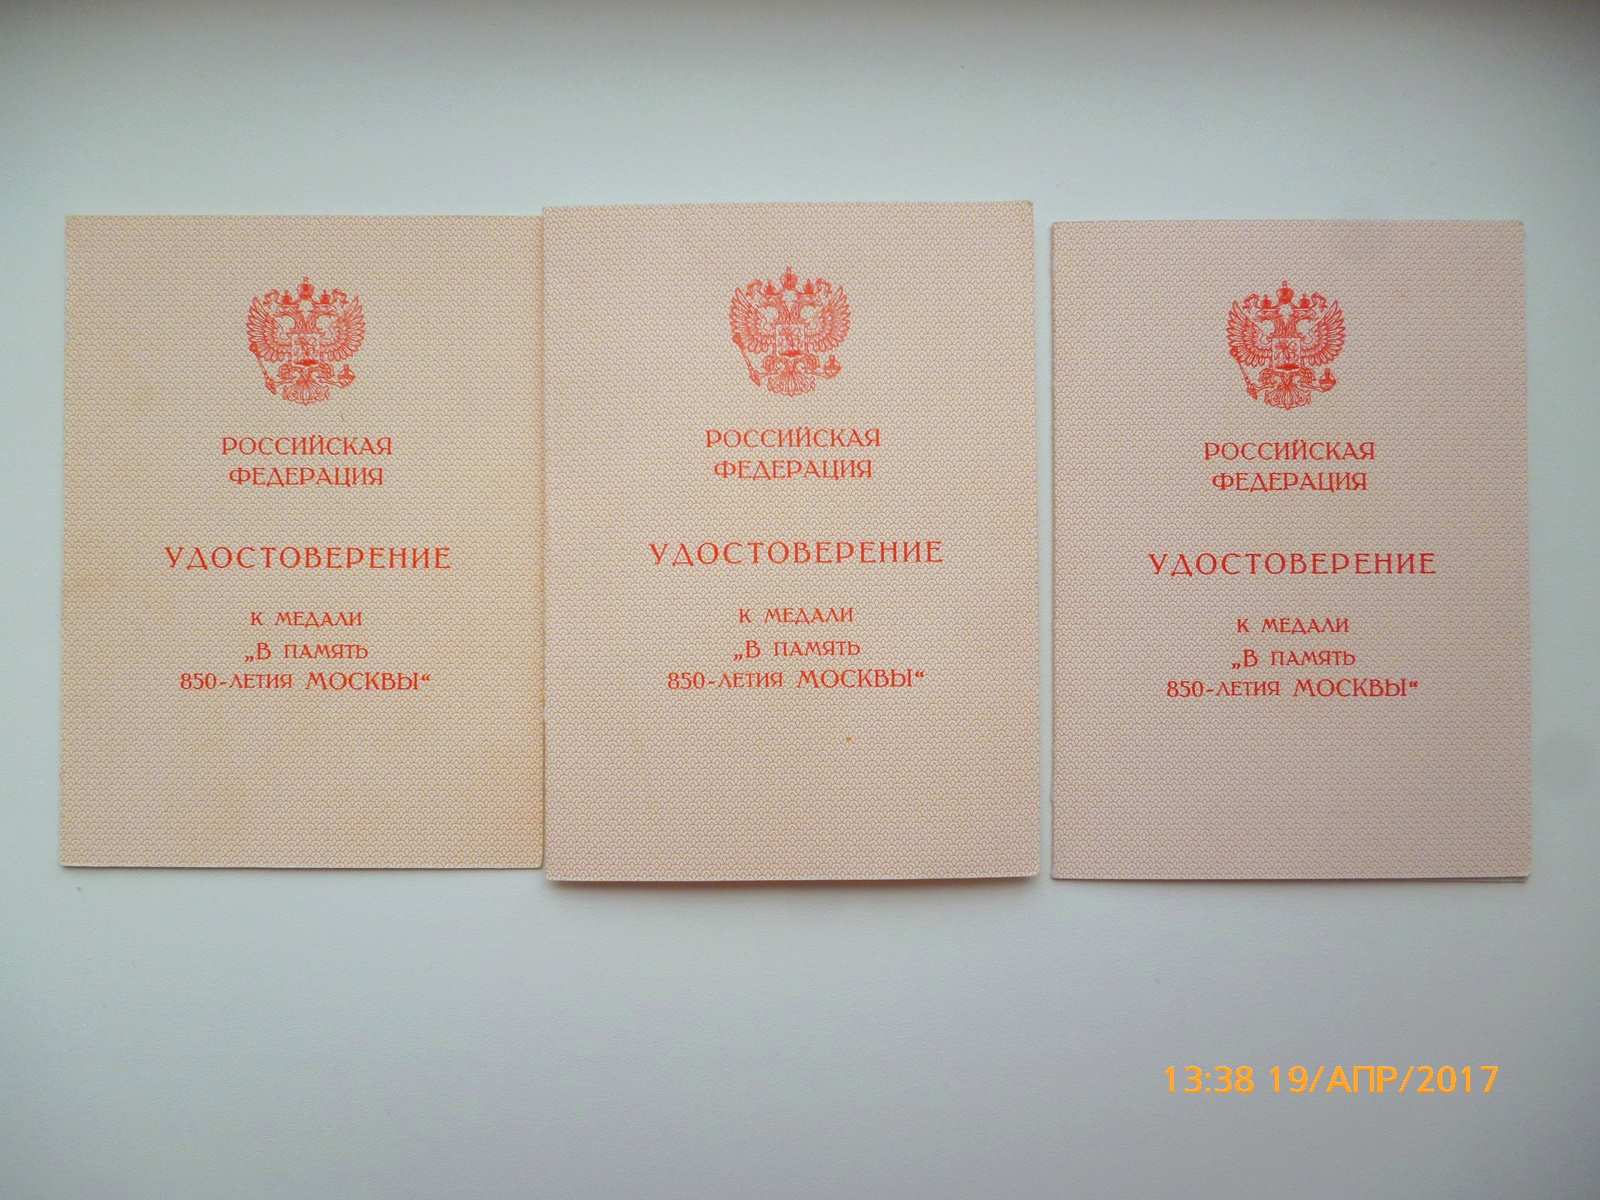 РОССИЙСКАЯ
ФЕДЕРАЦИЯ
УДОСТОВЕРЕНИЕ
К МЕДАЛИ
„В ПАМЯТЬ
850-ЛЕТИЯ МОСКВЫ“
РОССИЙСКАЯ
ФЕДЕРАЦИЯ
УДОСТОВЕРЕНИЕ
К МЕДАЛИ
„В ПАМЯТЬ
850-ЛЕТИЯ МОСКВЫ“
РОССИЙСКАЯ
ФЕДЕРАЦИЯ
УДОСТОВЕРЕНИЕ
К МЕДАЛИ
„В ПАМЯТЬ
850-ЛЕТИЯ МОСКВЫ“
13:38 19/АПР/2017